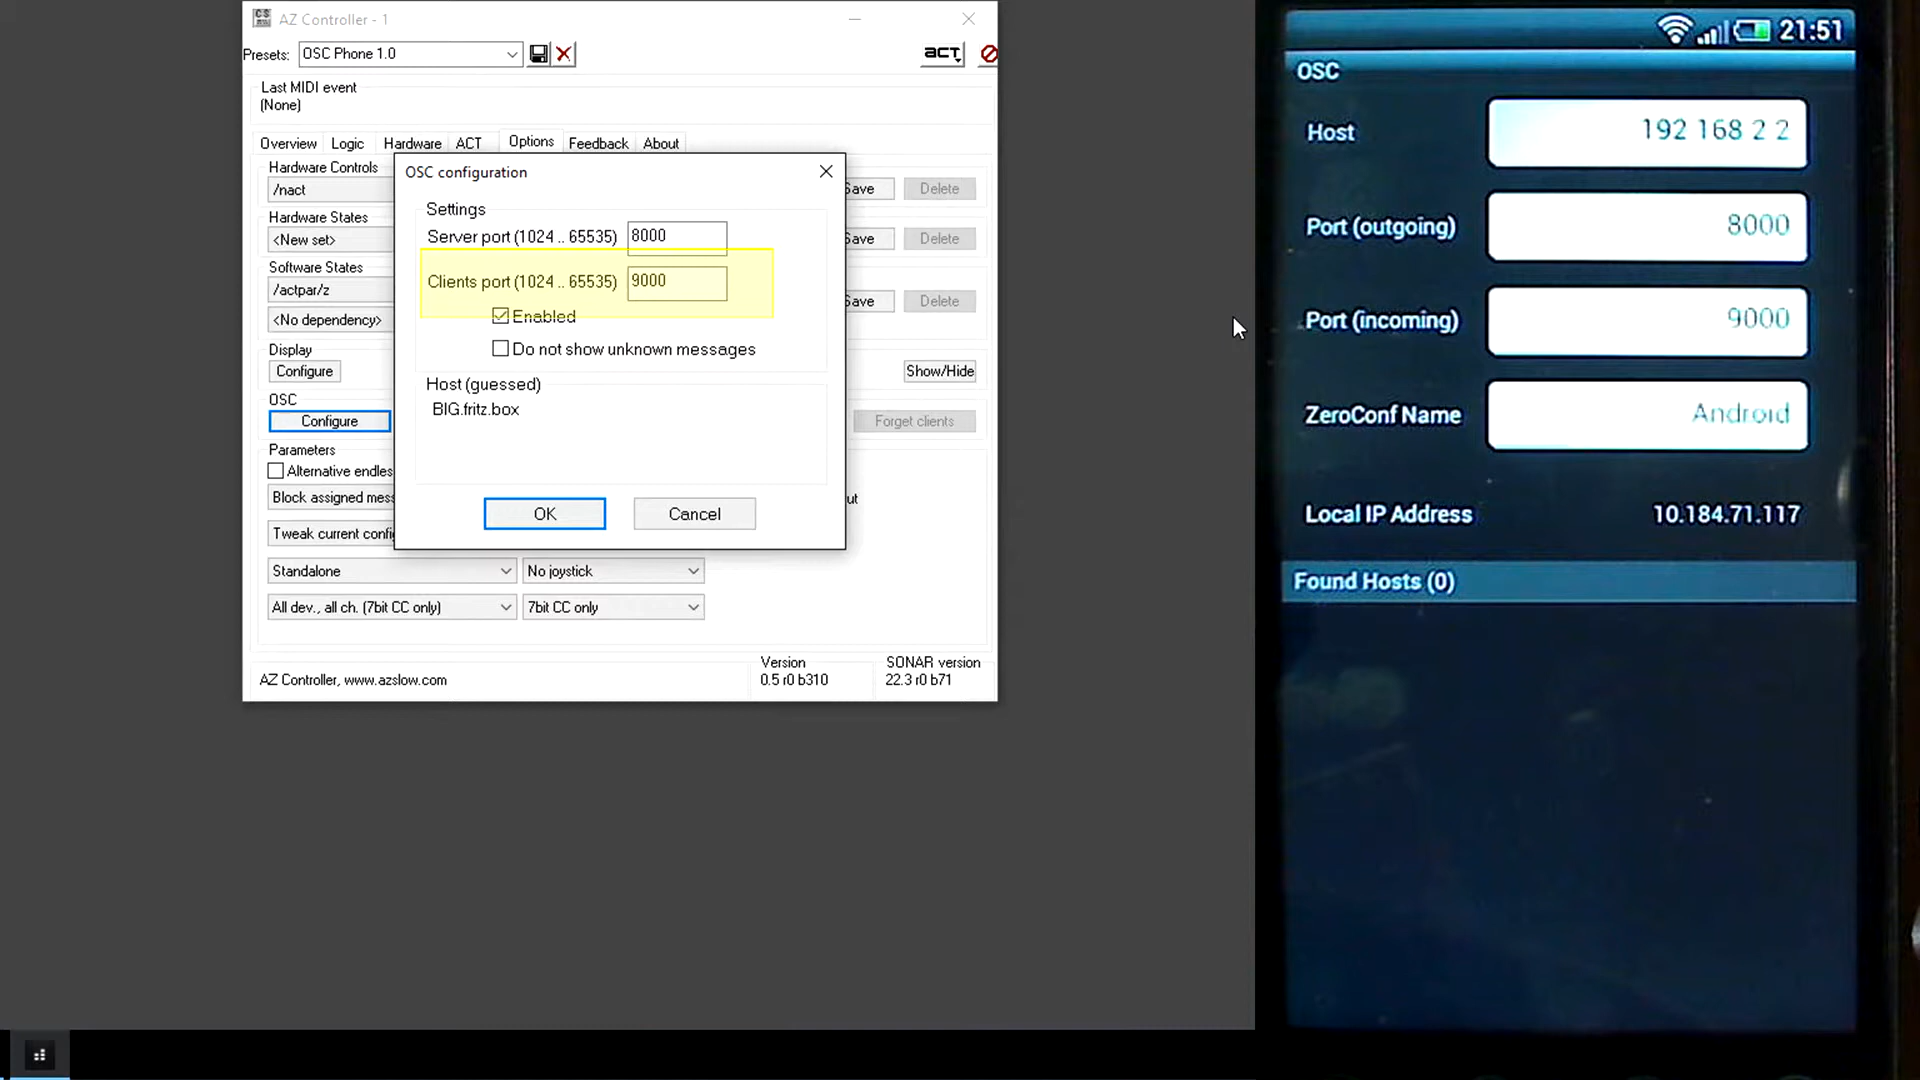 AZ Controller - 1
Presets: OSC Phone 1.0
ACT
Last MIDI event
(None)
Overview Logic Hardware ACT Options Feedback About
Hardware Controls
/nact
Save Delete
Hardware States
<New set>
Save Delete
Software States
/actpar/z
Save Delete
<No dependency>
Display
Configure
Show/Hide
OSC
Configure
Forget clients
Parameters
Alternative endles
Block assigned mess
ut
Tweak current config
Standalone No joystick
All dev., all ch. (7bit CC only) 7bit CC only
AZ Controller, www.azslow.com
Version
0.5 r0 b310
SONAR version
22.3 r0 b71
OSC configuration
Settings
Server port (1024 .. 65535) 8000
Clients port (1024 .. 65535) 9000
Enabled
Do not show unknown messages
Host (guessed)
BIG.fritz.box
OK Cancel
21:51
OSC
Host 192 168 2 2
Port (outgoing) 8000
Port (incoming) 9000
ZeroConf Name Android
Local IP Address 10.184.71.117
Found Hosts (0)